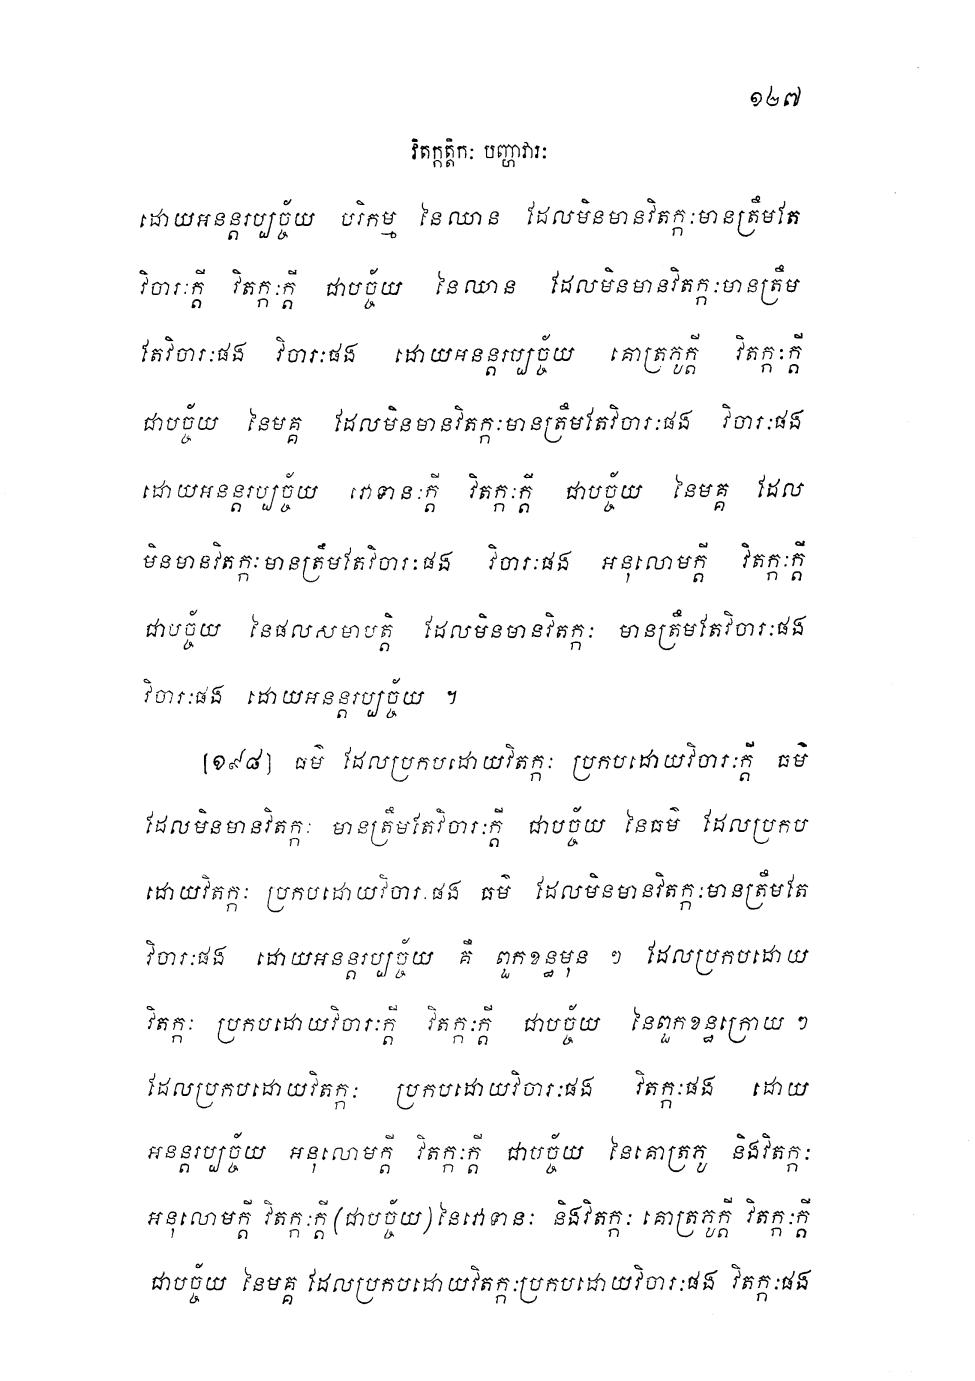 ១២៧
វិតក្កត្តិកៈ បញ្ហាវារៈ
ដោយអនន្តរប្បច្ច័យ បរិកម្ម នៃឈាន ដែលមិនមានវិតក្កៈមានត្រឹមតែ
វិចារៈក្តី វិតក្កៈក្តី ជាបច្ច័យ នៃឈាន ដែលមិនមានវិតក្កៈមានត្រឹម
តែវិចារៈផង វិចារៈផង ដោយអនន្តរប្បច្ច័យ គោត្រភូក្តី វិតក្កៈក្តី
ជាបច្ច័យ នៃមគ្គ ដែលមិនមានវិតក្កៈមានត្រឹមតែវិចារៈផង វិចារៈផង
ដោយអនន្តរប្បច្ច័យ វោទានៈក្តី វិតក្កៈក្តី ជាបច្ច័យ នៃមគ្គ ដែល
មិនមានវិតក្កៈមានត្រឹមតែវិចារៈផង វិចារៈផង អនុលោមក្តី វិតក្កៈក្តី
ជាបច្ច័យ នៃផលសមាបត្តិ ដែលមិនមានវិតក្កៈ មានត្រឹមតែវិចារៈផង
វិចារៈផង ដោយអនន្តរប្បច្ច័យ ។
[១៩៨] ធម៌ ដែលប្រកបដោយវិតក្កៈ ប្រកបដោយវិចារៈក្តី ធម៌
ដែលមិនមានវិតក្កៈ មានត្រឹមតែវិចារៈក្តី ជាបច្ច័យ នៃធម៌ ដែលប្រកប
ដោយវិតក្កៈ ប្រកបដោយវិចារៈផង ធម៌ ដែលមិនមានវិតក្កៈមានត្រឹមតែ
វិចារៈផង ដោយអនន្តរប្បច្ច័យ គឺ ពួកខន្ធមុន ៗ ដែលប្រកបដោយ
វិតក្កៈ ប្រកបដោយវិចារៈក្តី វិតក្កៈក្តី ជាបច្ច័យ នៃពួកខន្ធក្រោយ ៗ
ដែលប្រកបដោយវិតក្កៈ ប្រកបដោយវិចារៈផង វិតក្កៈផង ដោយ
អនន្តរប្បច្ច័យ អនុលោមក្តី វិតក្កៈក្តី ជាបច្ច័យ នៃគោត្រភូ និងវិតក្កៈ
អនុលោមក្តី វិតក្កៈក្តី (ជាបច្ច័យ) នៃវោទានៈ និងវិតក្កៈ គោត្រភូក្តី វិតក្កៈក្តី
ជាបច្ច័យ នៃមគ្គ ដែលប្រកបដោយវិតក្កៈប្រកបដោយវិចារៈផង វិតក្កៈផង